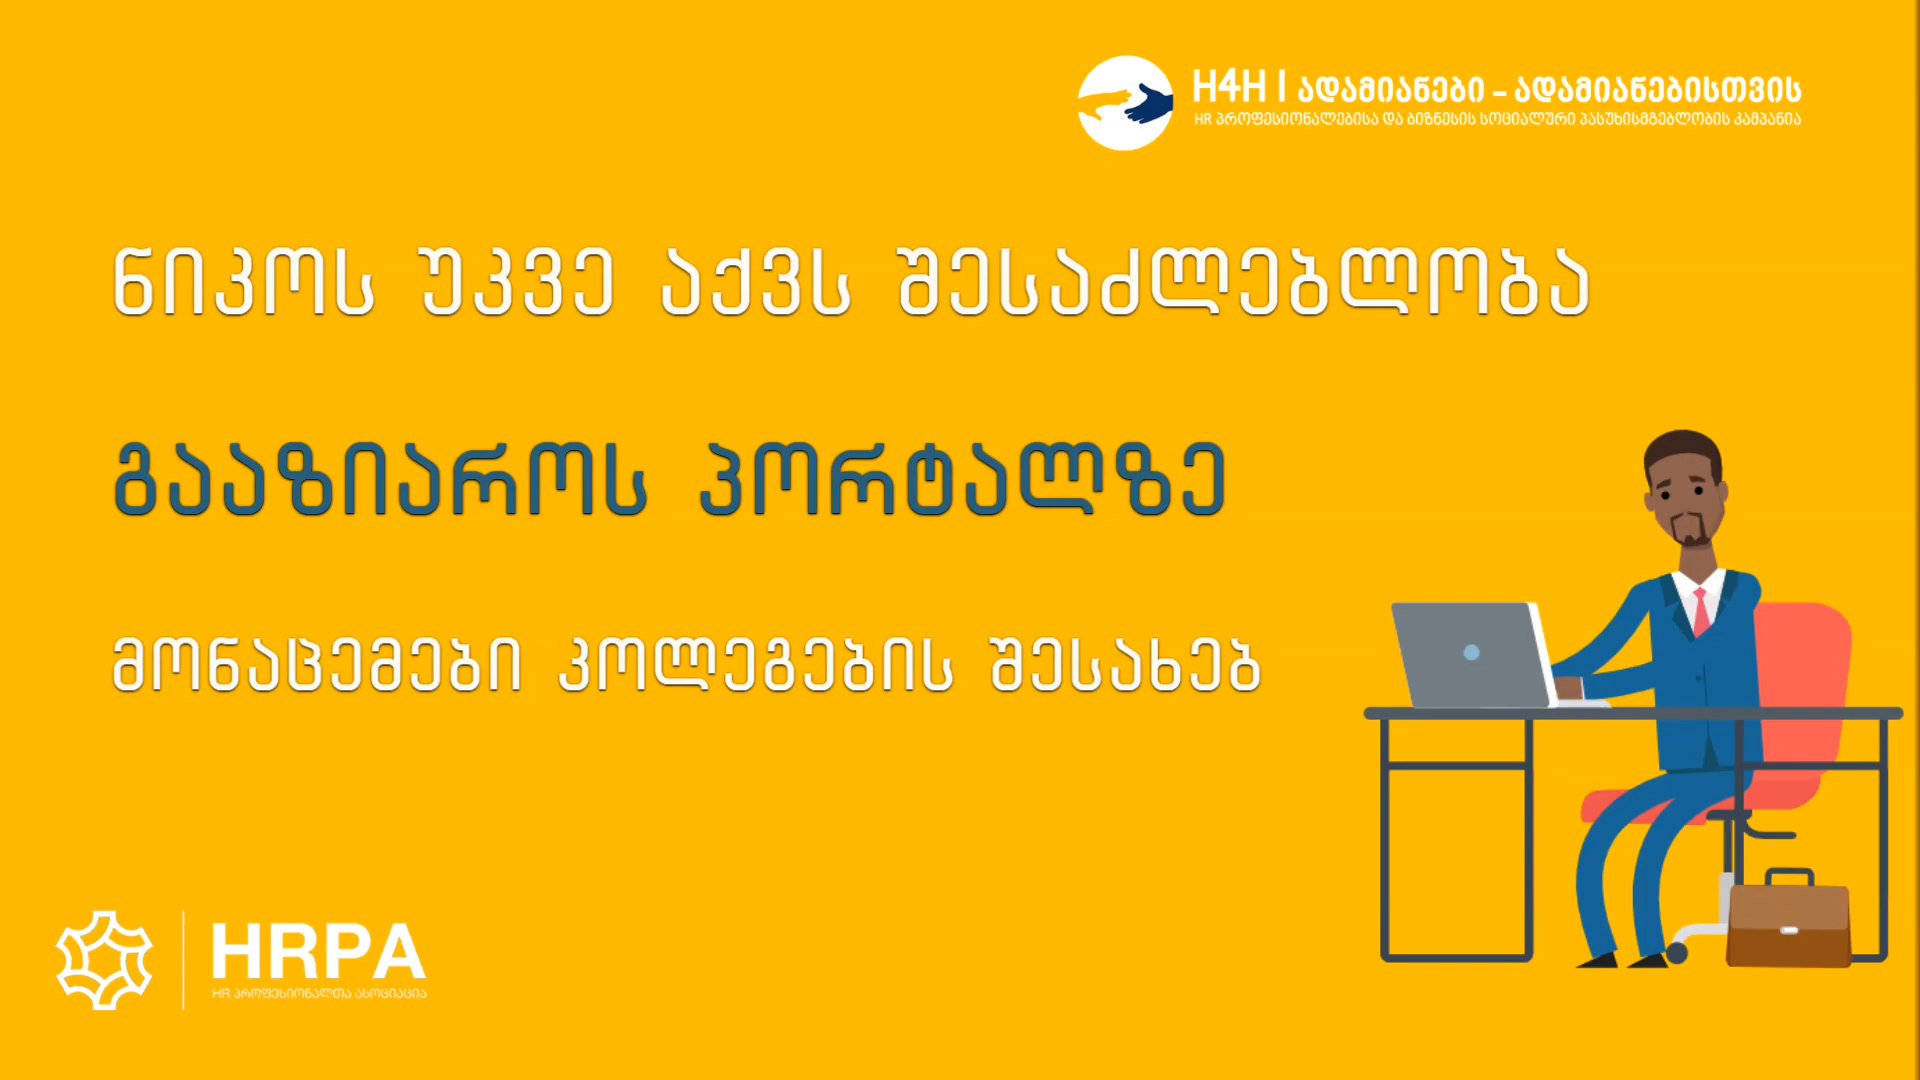 H4H | ადამიანები – ადამიანებისთვის
HR პროფესიონალებისა და ბიზნესის სოციალური პასუხისმგებლობის კამპანია
ნიკოს უკვე აქვს შესაძლებლობა
გააზიაროს პორტალზე
მონაცემები კოლეგების შესახებ
HRPA
HR პროფესიონალთა ასოციაცია